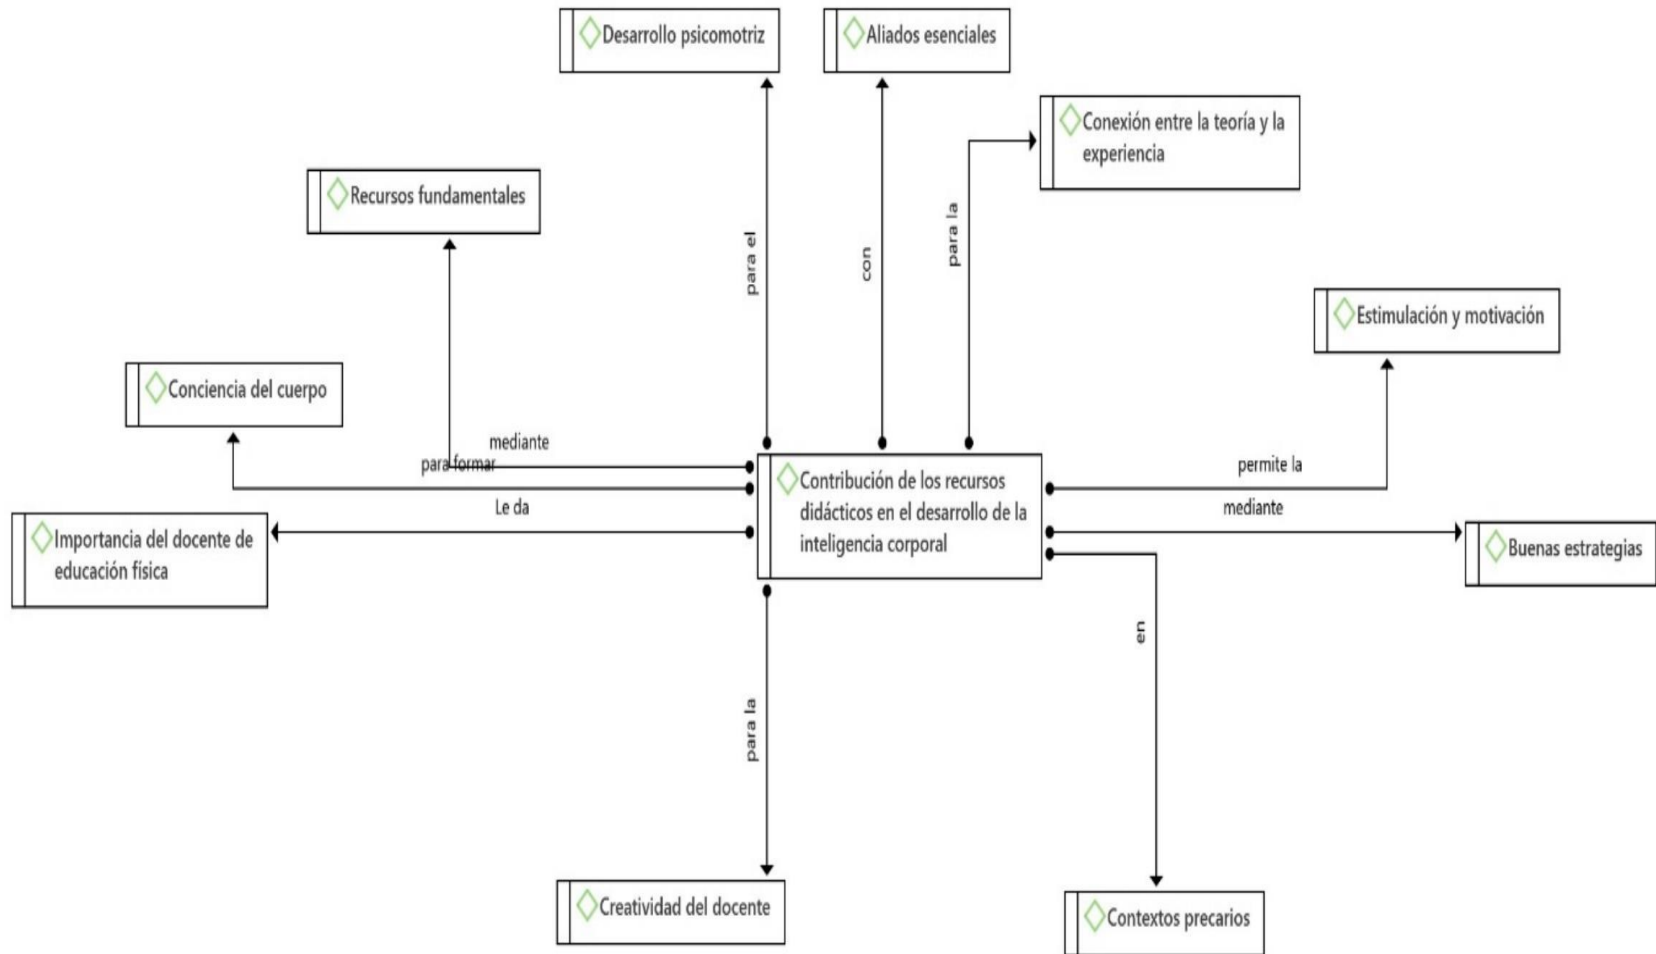 Desarrollo psicomotriz
Aliados esenciales
Conexión entre la teoría y la
experiencia
Recursos fundamentales
para el
con
para la
Estimulación y motivación
Conciencia del cuerpo
mediante
para formar
Le da
Contribución de los recursos
didácticos en el desarrollo de la
inteligencia corporal
permite la
mediante
Importancia del docente de
educación física
Buenas estrategias
en
para la
Creatividad del docente
Contextos precarios